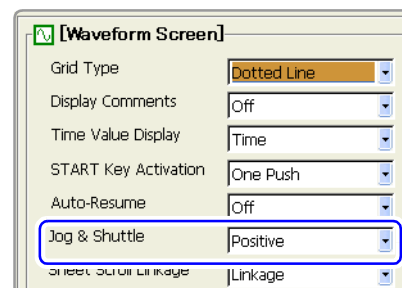 [Waveform Screen]
Grid Type Dotted Line
Display Comments Off
Time Value Display Time
START Key Activation One Push
Auto-Resume Off
Jog & Shuttle Positive
Sheet Scroll Linkage Linkage